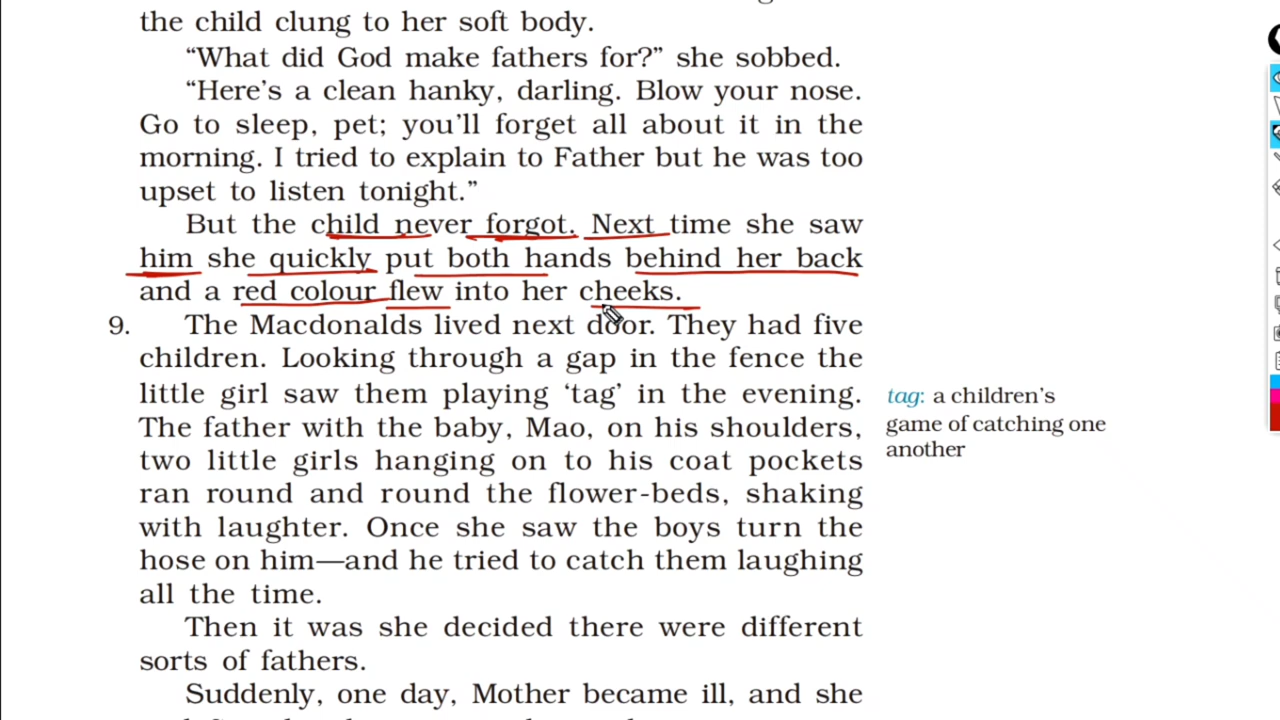 the child clung to her soft body.
“What did God make fathers for?” she sobbed.
“Here’s a clean hanky, darling. Blow your nose.
Go to sleep, pet; you’ll forget all about it in the
morning. I tried to explain to Father but he was too
upset to listen tonight.”
But the child never forgot. Next time she saw
him she quickly put both hands behind her back
and a red colour flew into her cheeks.
9. The Macdonalds lived next door. They had five
children. Looking through a gap in the fence the
little girl saw them playing ‘tag’ in the evening.
The father with the baby, Mao, on his shoulders,
two little girls hanging on to his coat pockets
ran round and round the flower-beds, shaking
with laughter. Once she saw the boys turn the
hose on him—and he tried to catch them laughing
all the time.
Then it was she decided there were different
sorts of fathers.
Suddenly, one day, Mother became ill, and she
tag: a children’s
game of catching one
another